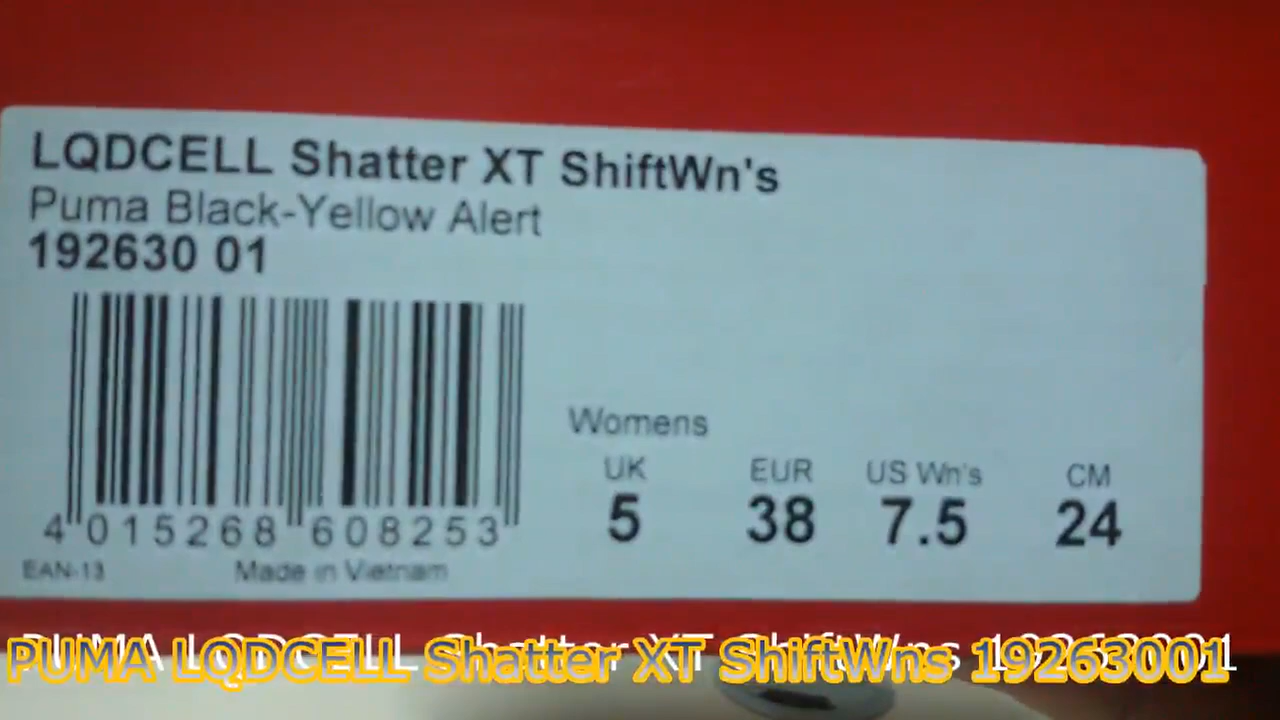 LQDCELL Shatter XT ShiftWn's
Puma Black-Yellow Alert
192630 01
4 015268 608253
EAN-13 Made in Vietnam
Womens
UK EUR US Wn's CM
5 38 7.5 24
PUMA LQDCELL Shatter XT ShiftWns 19263001